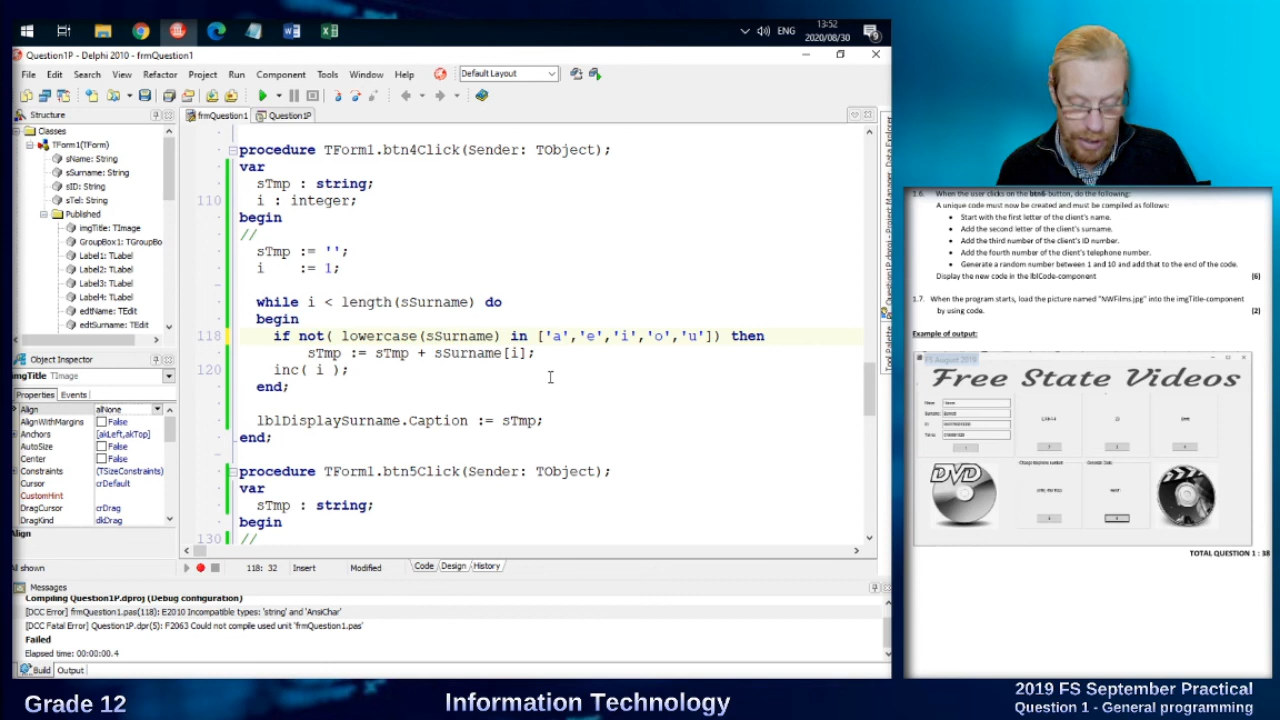 13:52
ENG
2020/08/30
Question1P - Delphi 2010 - frmQuestion1
File Edit Search View Refactor Project Run Component Tools Window Help
Default Layout
Structure
frmQuestion1 Question1P
Classes
TForm1(TForm)
sName: String
sSurname: String
sID: String
sTel: String
Published
imgTitle: TImage
GroupBox1: TGroupBo
Label1: TLabel
Label2: TLabel
Label3: TLabel
Label4: TLabel
edtName: TEdit
edtSurname: TEdit
Object Inspector
imgTitle TImage
Properties Events
Align alNone
AlignWithMargins False
Anchors [akLeft,akTop]
AutoSize False
Center False
Constraints (TSizeConstraints)
Cursor crDefault
CustomHint
DragCursor crDrag
DragKind dkDrag
Align
All shown
procedure TForm1.btn4Click(Sender: TObject);
var
sTmp : string;
110 i : integer;
begin
//
sTmp := '';
i := 1;
while i < length(sSurname) do
begin
118 if not( lowercase(sSurname) in ['a','e','i','o','u']) then
sTmp := sTmp + sSurname[i];
120 inc( i );
end;
lblDisplaySurname.Caption := sTmp;
end;
procedure TForm1.btn5Click(Sender: TObject);
var
sTmp : string;
begin
130 //
118: 32 Insert Modified Code Design History
Project Manager - Data Explorer
Tool Palette
Messages
Compiling Question1P.dproj (Debug configuration)
[DCC Error] frmQuestion1.pas(118): E2010 Incompatible types: 'string' and 'AnsiChar'
[DCC Fatal Error] Question1P.dpr(5): F2063 Could not compile used unit 'frmQuestion1.pas'
Failed
Elapsed time: 00:00:00.4
Build Output
1.6. When the user clicks on the btn6 button, do the following:
A unique code must now be created and must be compiled as follows:
• Start with the first letter of the client's name.
• Add the second letter of the client's surname.
• Add the third number of the client's ID number.
• Add the fourth number of the client's telephone number.
• Generate a random number between 1 and 10 and add that to the end of the code.
Display the new code in the lblCode-component [6]
1.7. When the program starts, load the picture named "NWFilms.jpg" into the imgTitle-component
by using code. [2]
Example of output:
FS August 2019
Free State Videos
DVD
TOTAL QUESTION 1 : 38
Grade 12
Information Technology
2019 FS September Practical
Question 1 - General programming